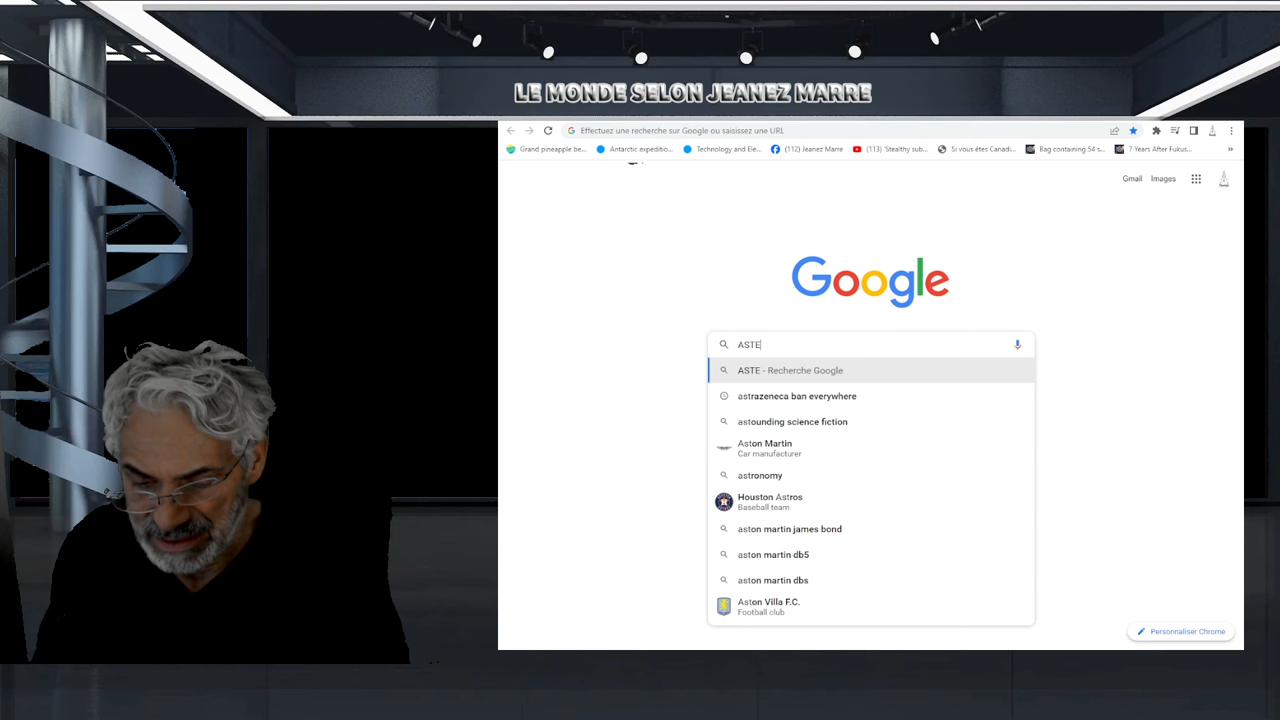 LE MONDE SELON JEANEZ MARRE
Effectuez une recherche sur Google ou saisissez une URL
Grand pineapple be... Antarctic expeditio... Technology and Ele... (112) Jeanez Marre (113) 'Stealthy sub... Si vous êtes Canadi... Bag containing 54 s... 7 Years After Fukus... »
Gmail Images
Google
ASTE
ASTE - Recherche Google
astrazeneca ban everywhere
astounding science fiction
Aston Martin
Car manufacturer
astronomy
Houston Astros
Baseball team
aston martin james bond
aston martin db5
aston martin dbs
Aston Villa F.C.
Football club
Personnaliser Chrome